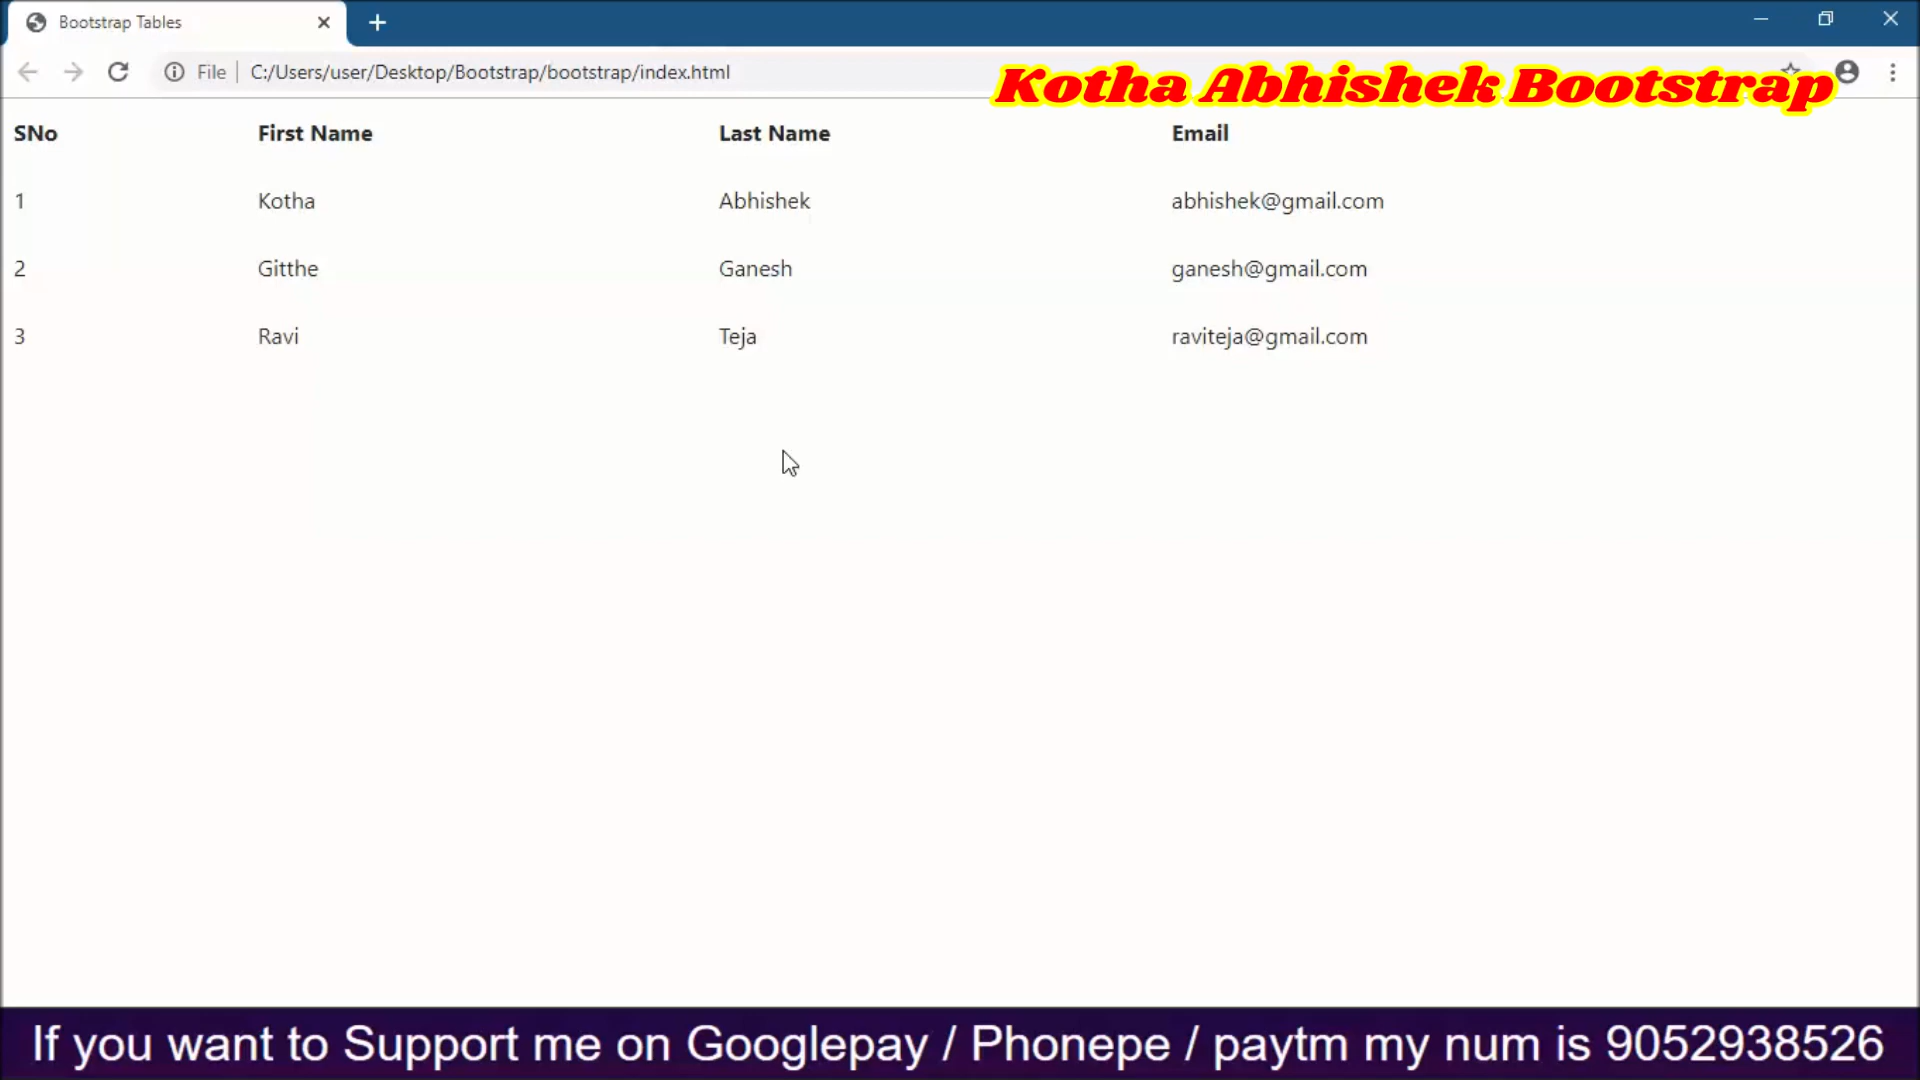 Bootstrap Tables
File C:/Users/user/Desktop/Bootstrap/bootstrap/index.html
Kotha Abhishek Bootstrap
SNo First Name Last Name Email
1 Kotha Abhishek abhishek@gmail.com
2 Gitthe Ganesh ganesh@gmail.com
3 Ravi Teja raviteja@gmail.com
If you want to Support me on Googlepay / Phonepe / paytm my num is 9052938526